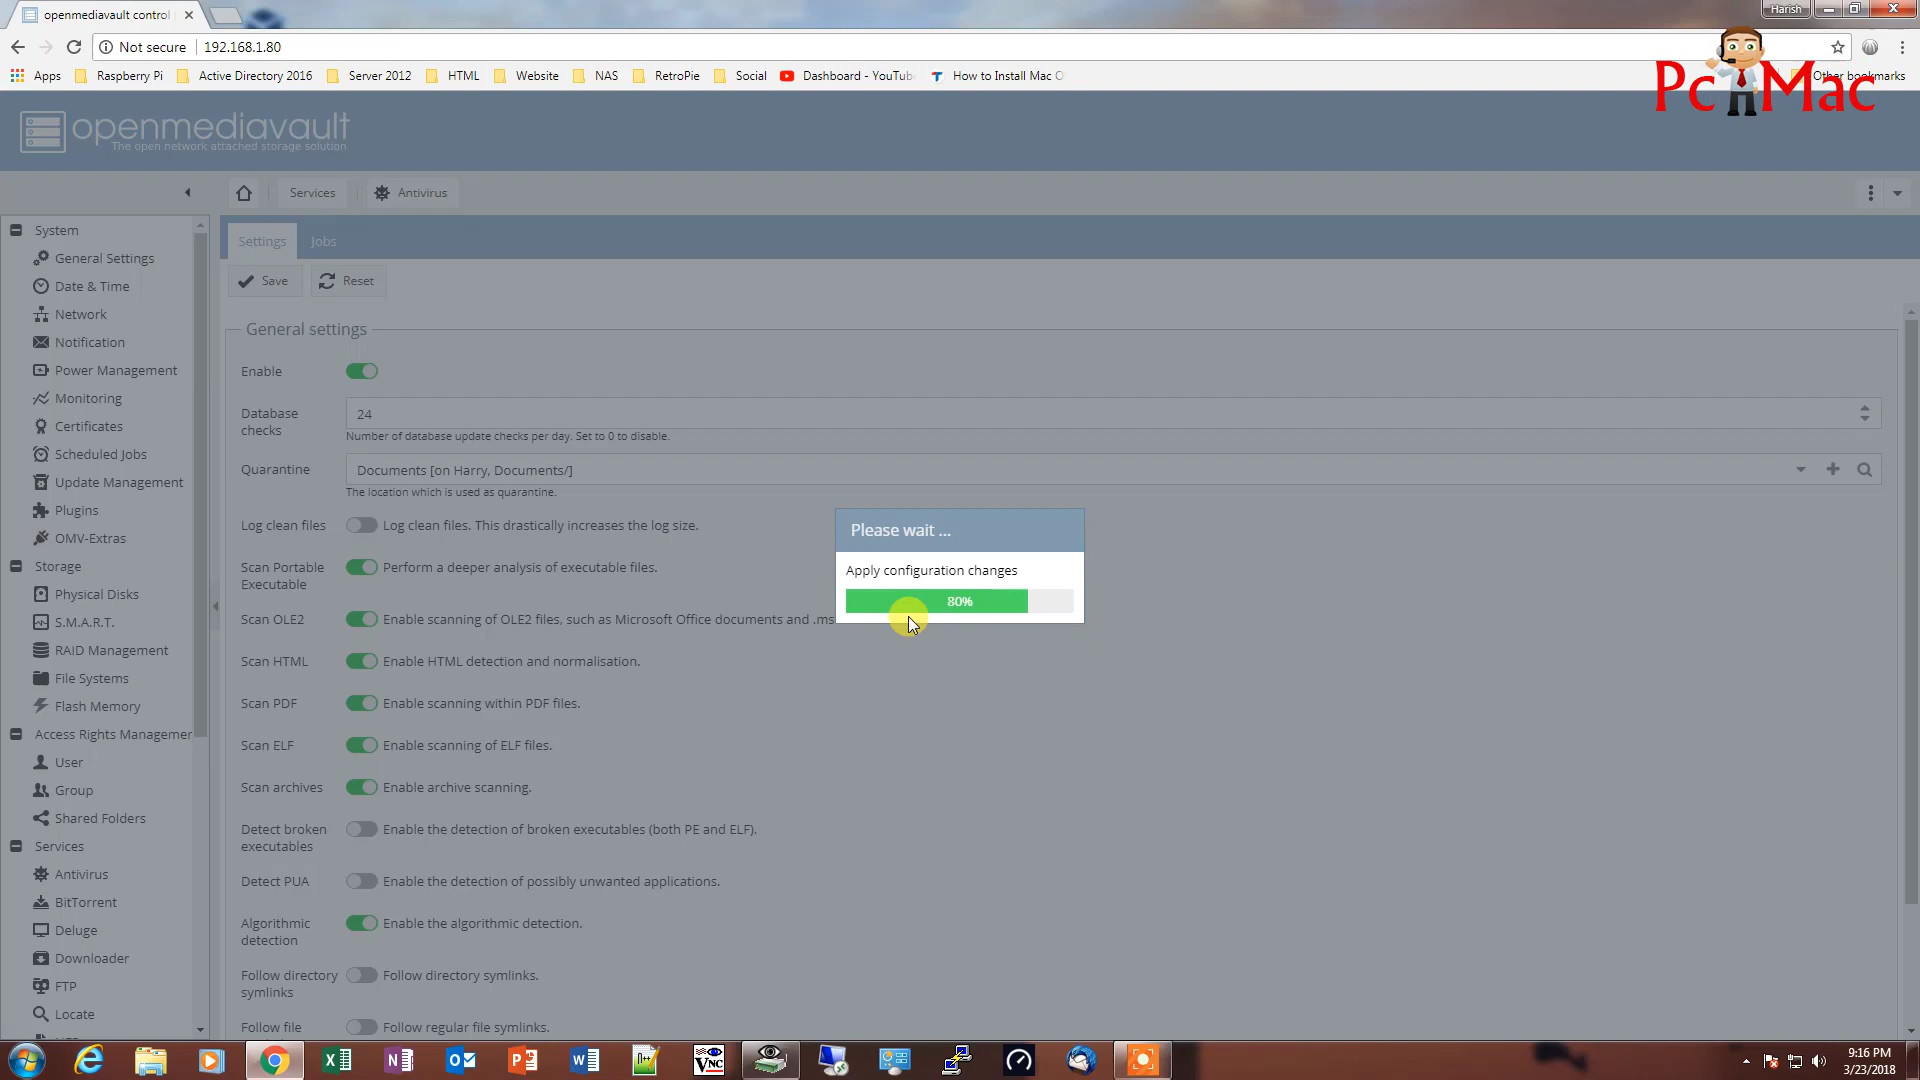 openmediavault control
Harish
Not secure
192.168.1.80
Apps
Raspberry Pi
Active Directory 2016
Server 2012
HTML
Website
NAS
RetroPie
Social
Dashboard - YouTub
How to Install Mac O
Other bookmarks
Pc Mac
openmediavault
The open network attached storage solution
Services
Antivirus
System
General Settings
Date & Time
Network
Notification
Power Management
Monitoring
Certificates
Scheduled Jobs
Update Management
Plugins
OMV-Extras
Storage
Physical Disks
S.M.A.R.T.
RAID Management
File Systems
Flash Memory
Access Rights Managemen
User
Group
Shared Folders
Services
Antivirus
BitTorrent
Deluge
Downloader
FTP
Locate
Settings
Jobs
Save
Reset
General settings
Enable
Database checks
24
Number of database update checks per day. Set to 0 to disable.
Quarantine
Documents [on Harry, Documents/]
The location which is used as quarantine.
Log clean files
Log clean files. This drastically increases the log size.
Scan Portable Executable
Perform a deeper analysis of executable files.
Scan OLE2
Enable scanning of OLE2 files, such as Microsoft Office documents and .ms
Scan HTML
Enable HTML detection and normalisation.
Scan PDF
Enable scanning within PDF files.
Scan ELF
Enable scanning of ELF files.
Scan archives
Enable archive scanning.
Detect broken executables
Enable the detection of broken executables (both PE and ELF).
Detect PUA
Enable the detection of possibly unwanted applications.
Algorithmic detection
Enable the algorithmic detection.
Follow directory symlinks
Follow directory symlinks.
Follow file
Follow regular file symlinks.
Please wait ...
Apply configuration changes
80%
9:16 PM
3/23/2018